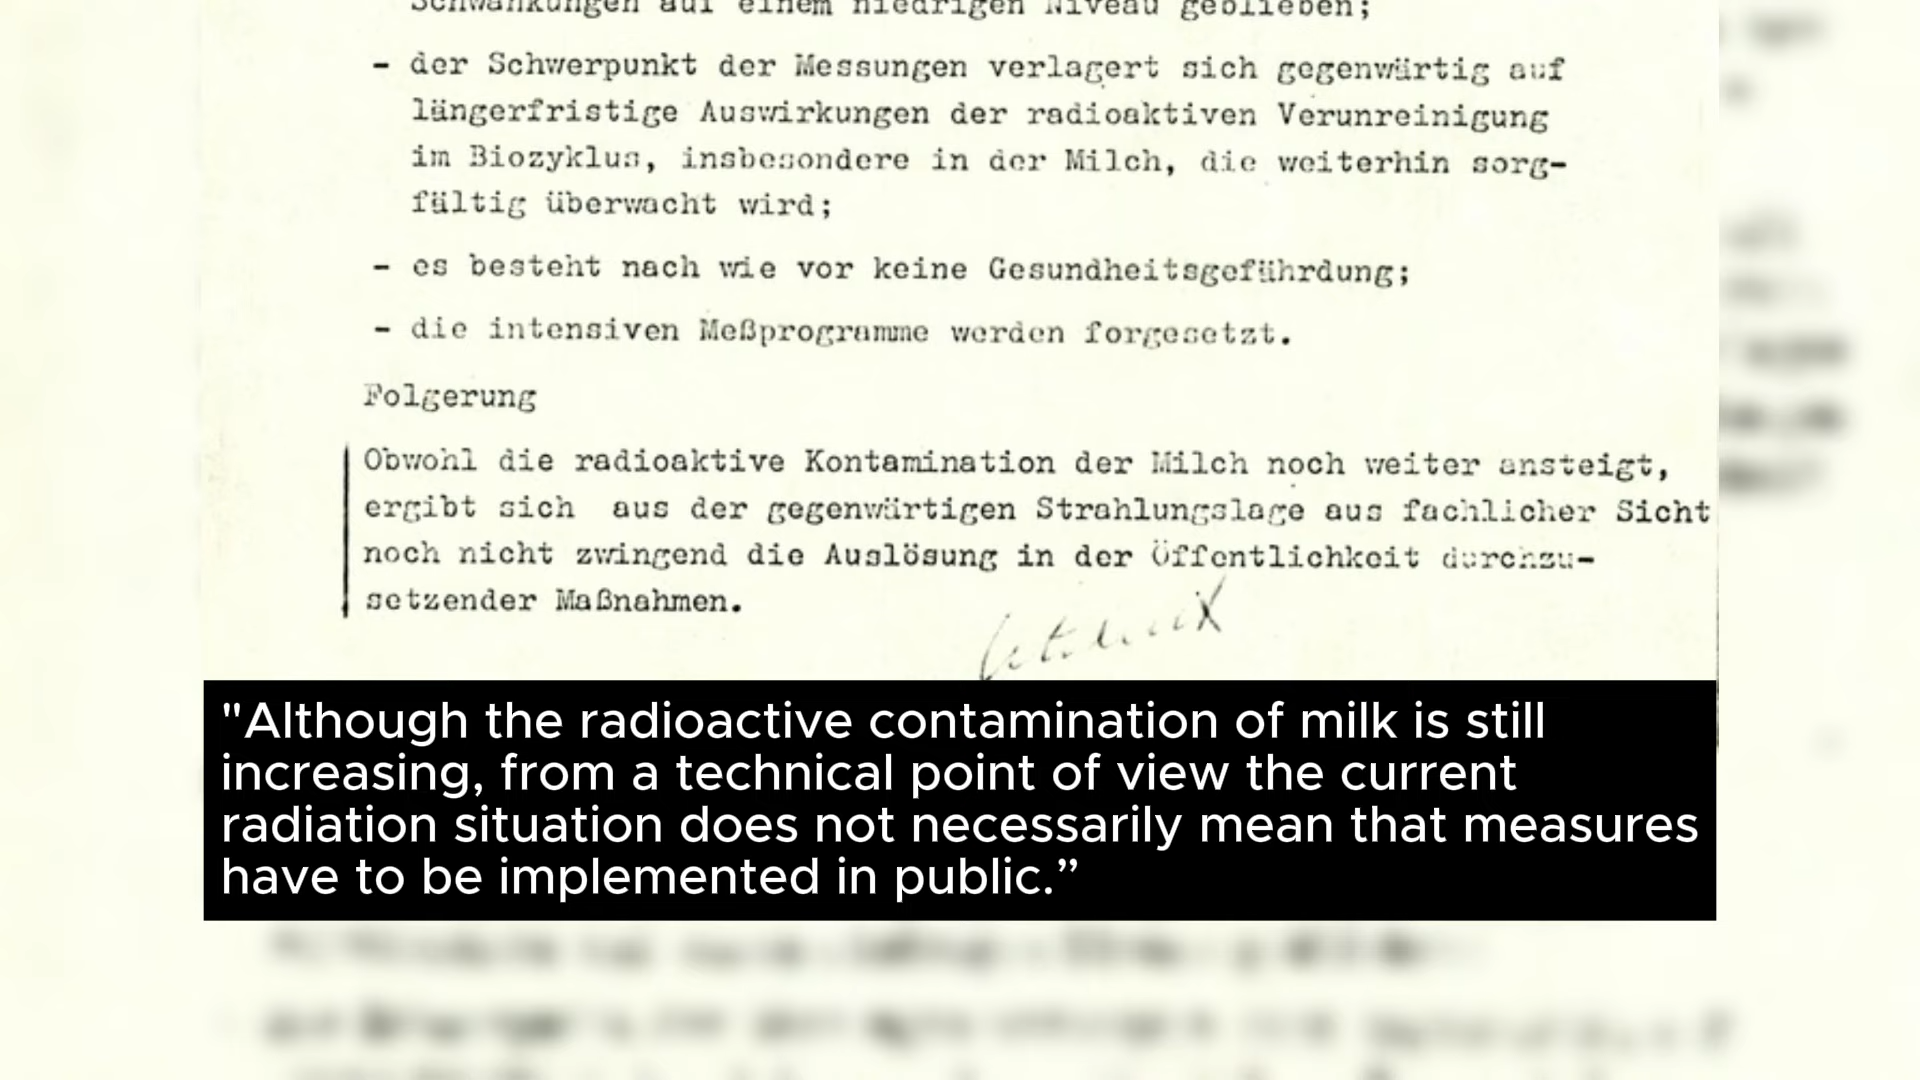 Schwankungen auf einem niedrigen Niveau geblieben;
- der Schwerpunkt der Messungen verlagert sich gegenwärtig auf
längerfristige Auswirkungen der radioaktiven Verunreinigung
im Biozyklus, insbesondere in der Milch, die weiterhin sorg-
fältig überwacht wird;
- es besteht nach wie vor keine Gesundheitsgefährdung;
- die intensiven Meßprogramme werden forgesetzt.
Folgerung
Obwohl die radioaktive Kontamination der Milch noch weiter ansteigt,
ergibt sich aus der gegenwärtigen Strahlungslage aus fachlicher Sicht
noch nicht zwingend die Auslösung in der Öffentlichkeit durchzu-
setzender Maßnahmen.
"Although the radioactive contamination of milk is still
increasing, from a technical point of view the current
radiation situation does not necessarily mean that measures
have to be implemented in public.”